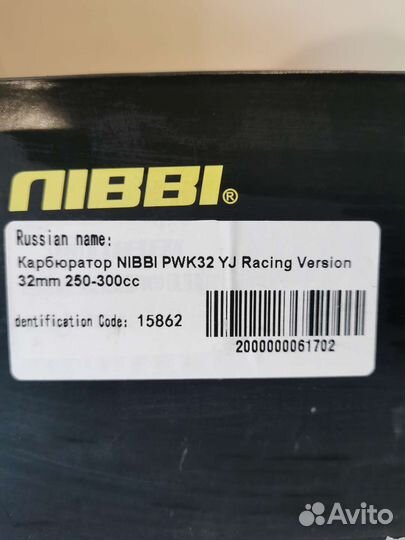 NIBBI®
Russian name:
Карбюратор NIBBI PWK32 YJ Racing Version
32mm 250-300cc
dentification Code: 15862
2000000061702
Avito